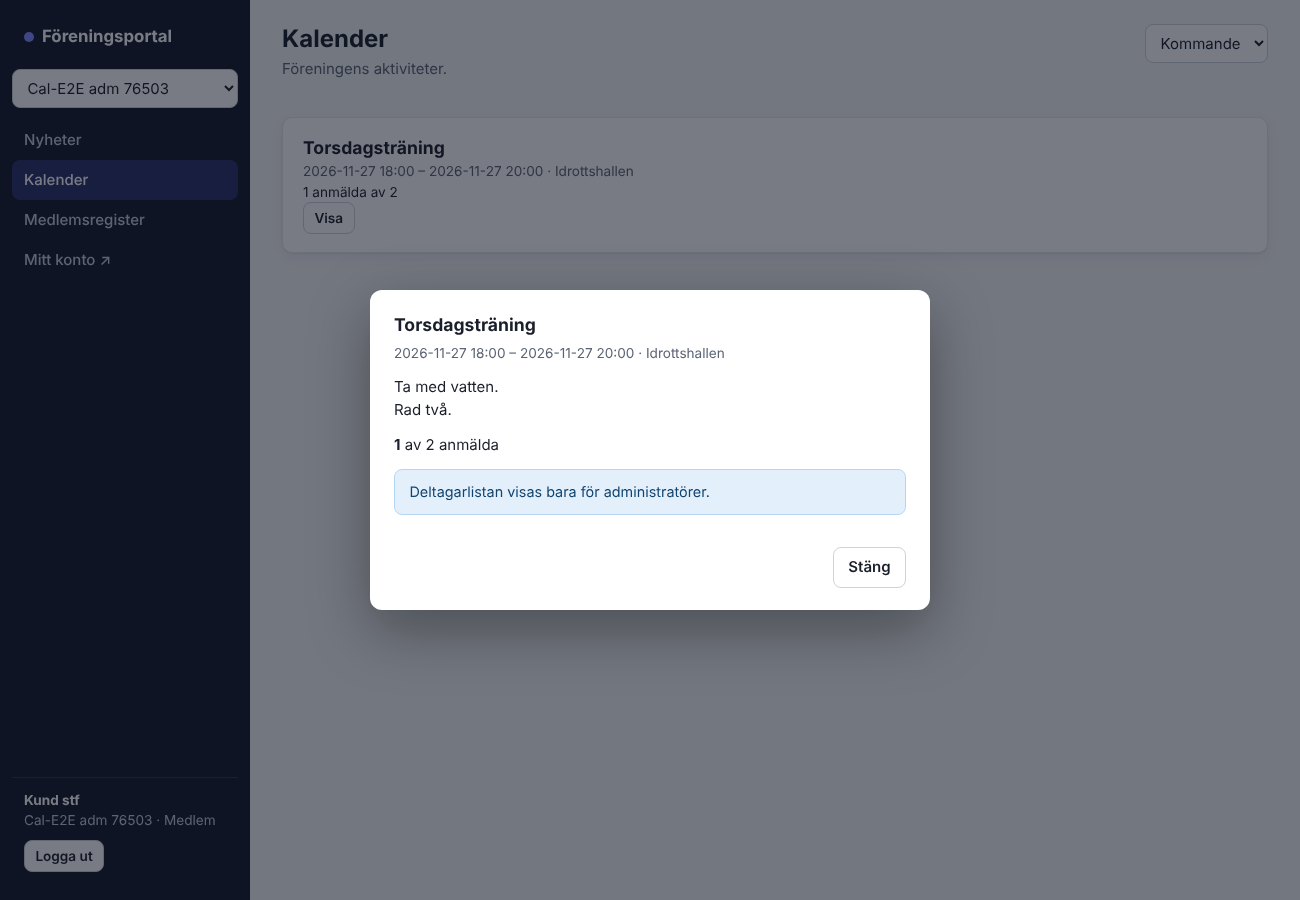 Föreningsportal
Cal-E2E adm 76503
Nyheter
Kalender
Medlemsregister
Mitt konto ↗
Kund stf
Cal-E2E adm 76503 · Medlem
Logga ut
Kalender
Föreningens aktiviteter.
Kommande
Torsdagsträning
2026-11-27 18:00 – 2026-11-27 20:00 · Idrottshallen
1 anmälda av 2
Visa
Torsdagsträning
2026-11-27 18:00 – 2026-11-27 20:00 · Idrottshallen
Ta med vatten.
Rad två.
1 av 2 anmälda
Deltagarlistan visas bara för administratörer.
Stäng